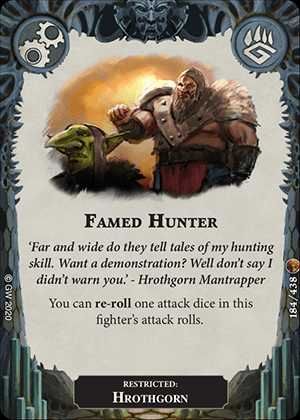 FAMED HUNTER
'Far and wide do they tell tales of my hunting
skill. Want a demonstration? Well don't say I
didn't warn you.' - Hrothgorn Mantrapper
You can re-roll one attack dice in this
fighter's attack rolls.
© GW 2020
184/438
RESTRICTED:
HROTHGORN